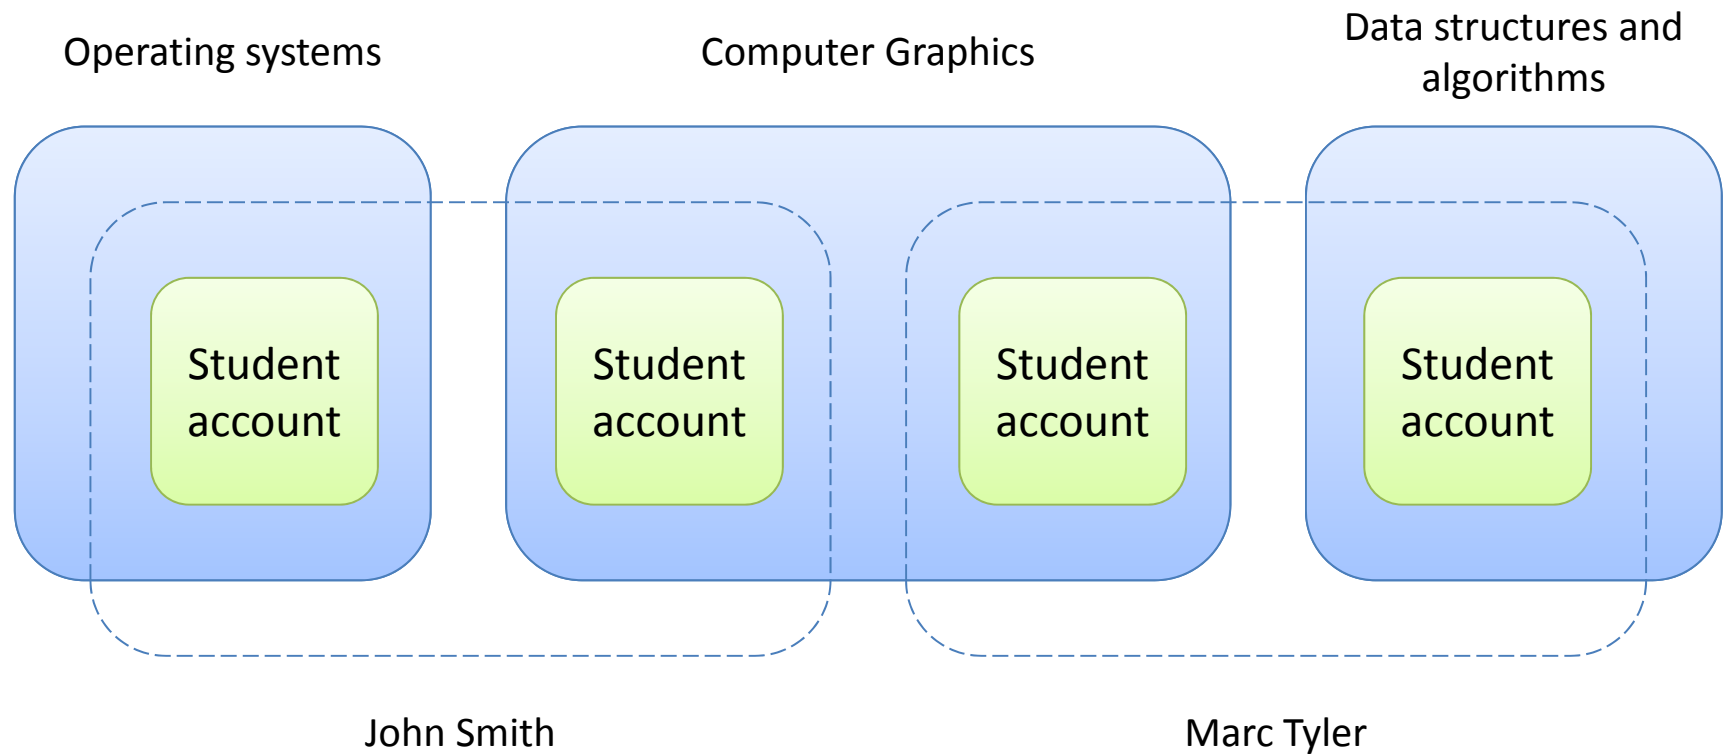 Operating systems
Computer Graphics
Data structures and
algorithms
Student
account
Student
account
Student
account
Student
account
John Smith
Marc Tyler